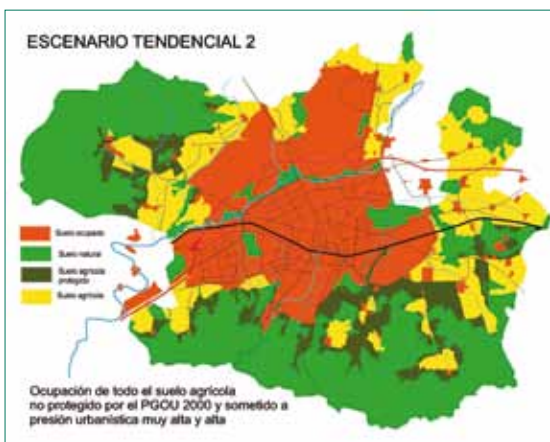 ESCENARIO TENDENCIAL 2
Suelo ocupado
Suelo natural
Suelo agrícola
protegido
Suelo agrícola
Ocupación de todo el suelo agrícola
no protegido por el PGOU 2000 y sometido a
presión urbanística muy alta y alta